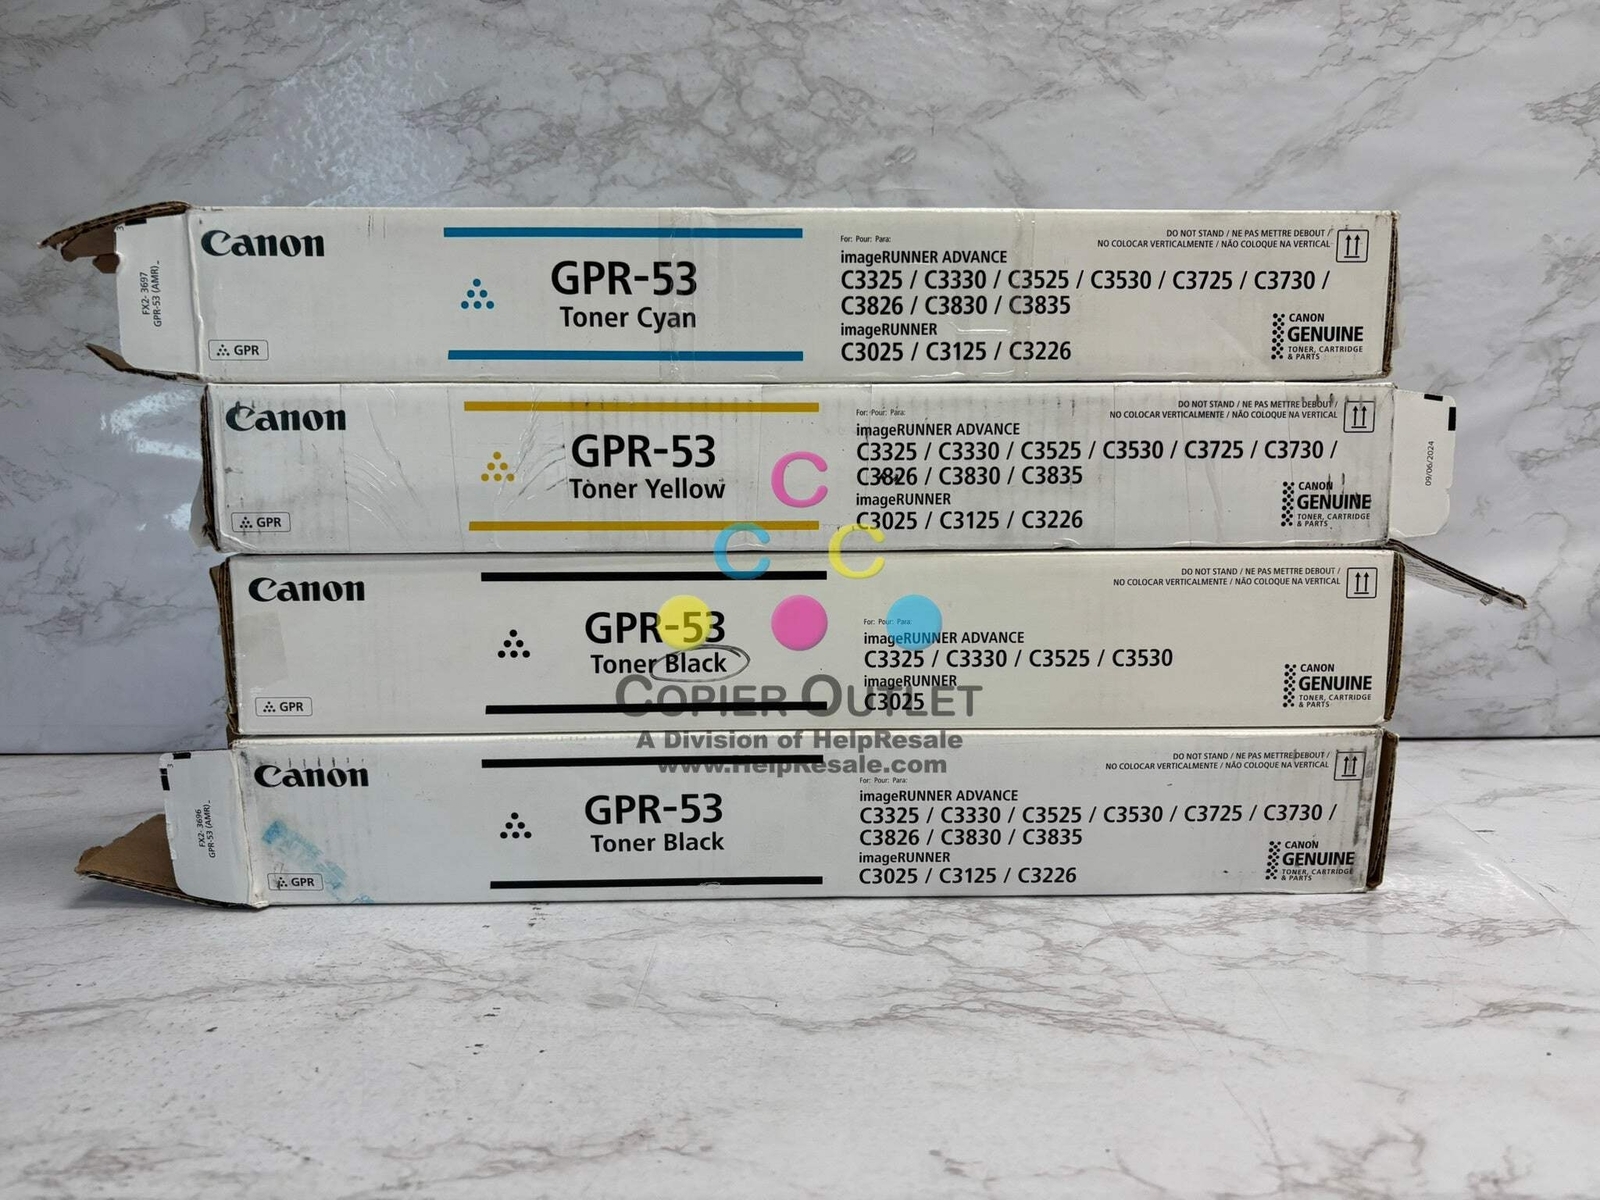 Canon
GPR-53
Toner Cyan
GPR
FX2- 3697
GPR-53 (AMR)_
For: Pour: Para:
imageRUNNER ADVANCE
C3325 / C3330 / C3525 / C3530 / C3725 / C3730 /
C3826 / C3830 / C3835
imageRUNNER
C3025 / C3125 / C3226
DO NOT STAND / NE PAS METTRE DEBOUT /
NO COLOCAR VERTICALMENTE / NÃO COLOQUE NA VERTICAL
CANON
GENUINE
TONER, CARTRIDGE
& PARTS
Canon
GPR-53
Toner Yellow
GPR
For: Pour: Para:
imageRUNNER ADVANCE
C3325 / C3330 / C3525 / C3530 / C3725 / C3730 /
C3826 / C3830 / C3835
imageRUNNER
C3025 / C3125 / C3226
DO NOT STAND / NE PAS METTRE DEBOUT /
NO COLOCAR VERTICALMENTE / NÃO COLOQUE NA VERTICAL
CANON
GENUINE
TONER, CARTRIDGE
& PARTS
09/06/2024
C
C C
Canon
GPR-53
Toner Black
GPR
For: Pour: Para:
imageRUNNER ADVANCE
C3325 / C3330 / C3525 / C3530
imageRUNNER
C3025
DO NOT STAND / NE PAS METTRE DEBOUT /
NO COLOCAR VERTICALMENTE / NÃO COLOQUE NA VERTICAL
CANON
GENUINE
TONER, CARTRIDGE
& PARTS
COPIER OUTLET
A Division of HelpResale
www.HelpResale.com
Canon
GPR-53
Toner Black
GPR
FX2- 3696
GPR-53 (AMR)_
For: Pour: Para:
imageRUNNER ADVANCE
C3325 / C3330 / C3525 / C3530 / C3725 / C3730 /
C3826 / C3830 / C3835
imageRUNNER
C3025 / C3125 / C3226
DO NOT STAND / NE PAS METTRE DEBOUT /
NO COLOCAR VERTICALMENTE / NÃO COLOQUE NA VERTICAL
CANON
GENUINE
TONER, CARTRIDGE
& PARTS